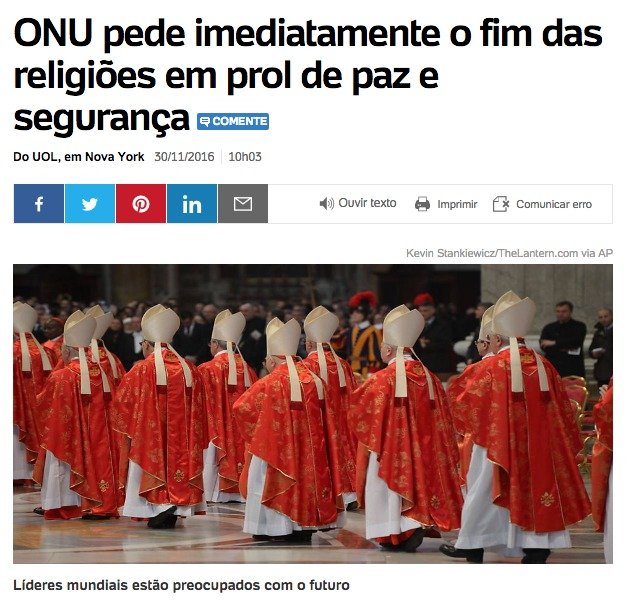 ONU pede imediatamente o fim das
religiões em prol de paz e
segurança COMENTE
Do UOL, em Nova York 30/11/2016 10h03
f in Ouvir texto Imprimir Comunicar erro
Kevin Stankiewicz/TheLantern.com via AP
Líderes mundiais estão preocupados com o futuro